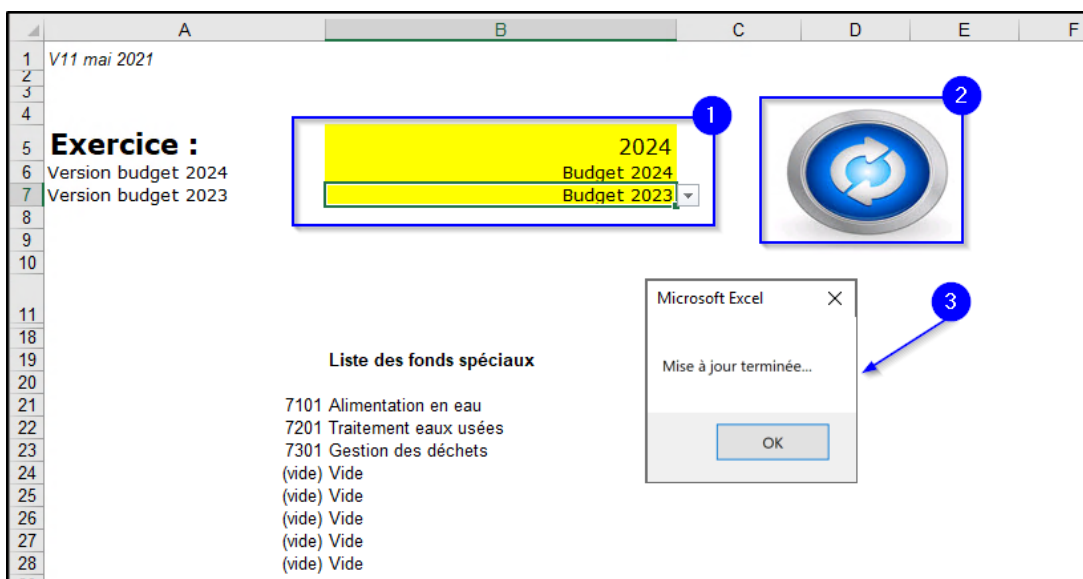 A B C D E F
1 V11 mai 2021
2
3
4
1
2
5 Exercice : 2024
6 Version budget 2024 Budget 2024
7 Version budget 2023 Budget 2023
8
9
10
Microsoft Excel
3
11
18
Mise à jour terminée...
19 Liste des fonds spéciaux
20
21 7101 Alimentation en eau
22 7201 Traitement eaux usées
OK
23 7301 Gestion des déchets
24 (vide) Vide
25 (vide) Vide
26 (vide) Vide
27 (vide) Vide
28 (vide) Vide